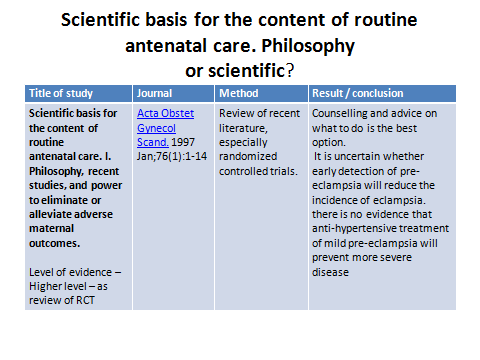 Scientific basis for the content of routine
antenatal care. Philosophy
or scientific?
Title of study
Journal
Method
Result / conclusion
Scientific basis for
the content of
routine
antenatal care. I.
Philosophy, recent
studies, and power
to eliminate or
alleviate adverse
maternal
outcomes.
Level of evidence –
Higher level – as
review of RCT
Acta Obstet
Gynecol
Scand. 1997
Jan;76(1):1-14
Review of recent
literature,
especially
randomized
controlled trials.
Counselling and advice on
what to do is the best
option.
It is uncertain whether
early detection of pre-
eclampsia will reduce the
incidence of eclampsia.
there is no evidence that
anti-hypertensive treatment
of mild pre-eclampsia will
prevent more severe
disease